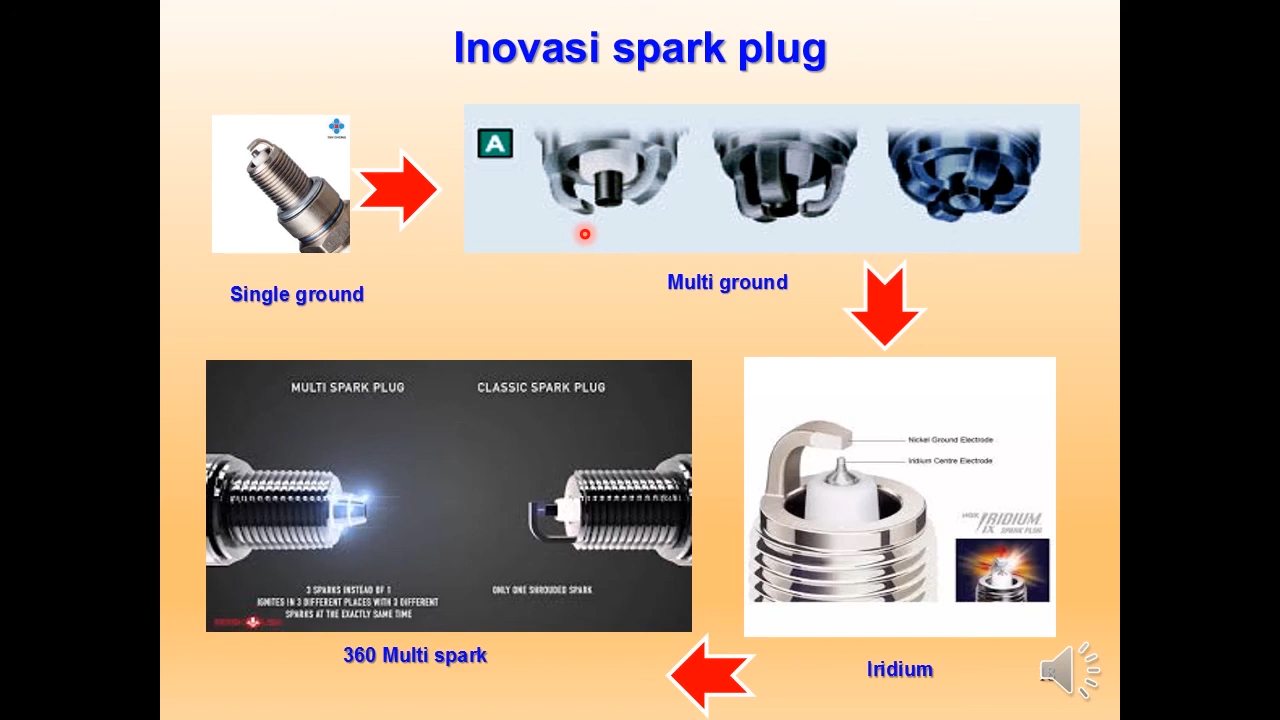 Inovasi spark plug
A
Single ground
Multi ground
MULTI SPARK PLUG
CLASSIC SPARK PLUG
3 SPARKS INSTEAD OF 1
IGNITES IN 3 DIFFERENT PLACES WITH 3 DIFFERENT
SPARKS AT THE EXACTLY SAME TIME
ONLY ONE SHROUDED SPARK
Nickel Ground Electrode
Iridium Centre Electrode
NGK IRIDIUM
IX SPARK PLUG
360 Multi spark
Iridium